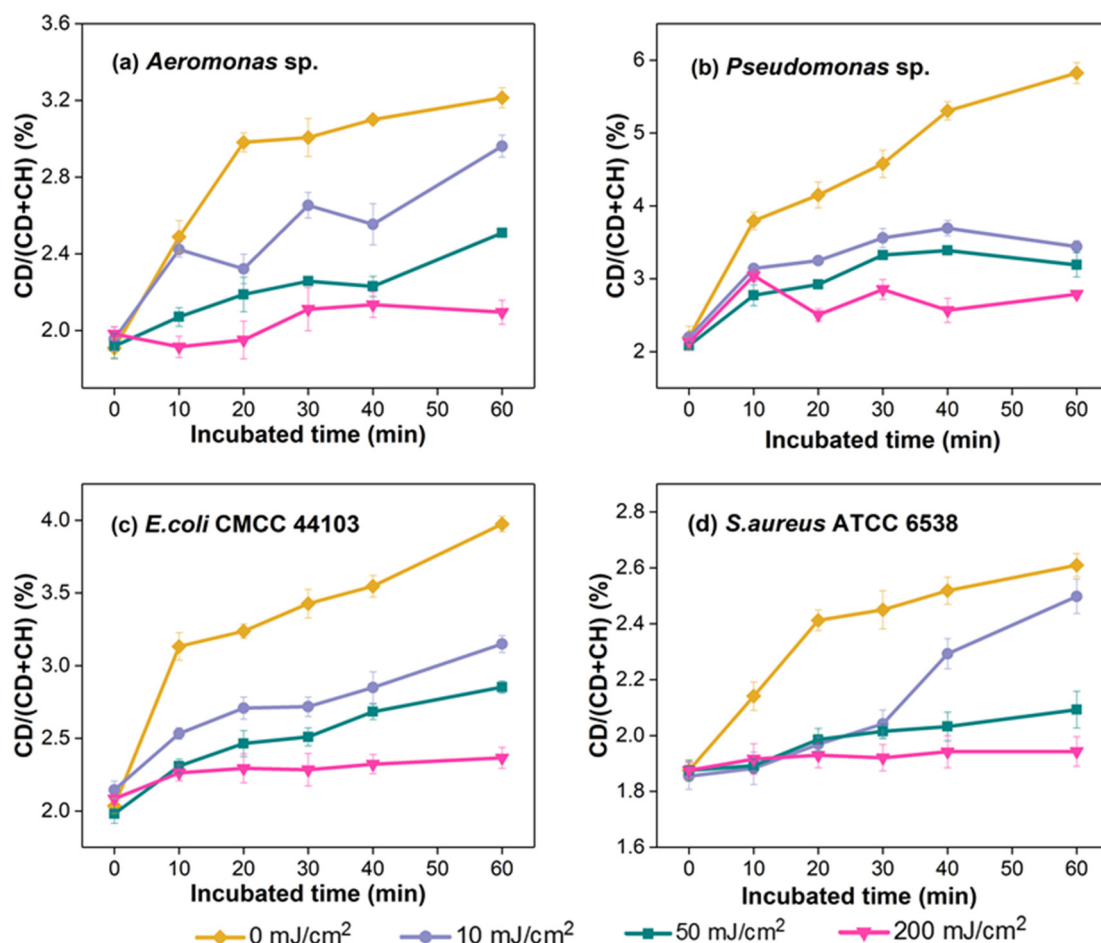 (a) Aeromonas sp.
CD/(CD+CH) (%)
3.6
3.2
2.8
2.4
2.0
0 10 20 30 40 50 60
Incubated time (min)
(b) Pseudomonas sp.
CD/(CD+CH) (%)
6
5
4
3
2
0 10 20 30 40 50 60
Incubated time (min)
(c) E.coli CMCC 44103
CD/(CD+CH) (%)
4.0
3.5
3.0
2.5
2.0
0 10 20 30 40 50 60
Incubated time (min)
(d) S.aureus ATCC 6538
CD/(CD+CH) (%)
2.8
2.6
2.4
2.2
2.0
1.8
1.6
0 10 20 30 40 50 60
Incubated time (min)
0 mJ/cm² 10 mJ/cm² 50 mJ/cm² 200 mJ/cm²